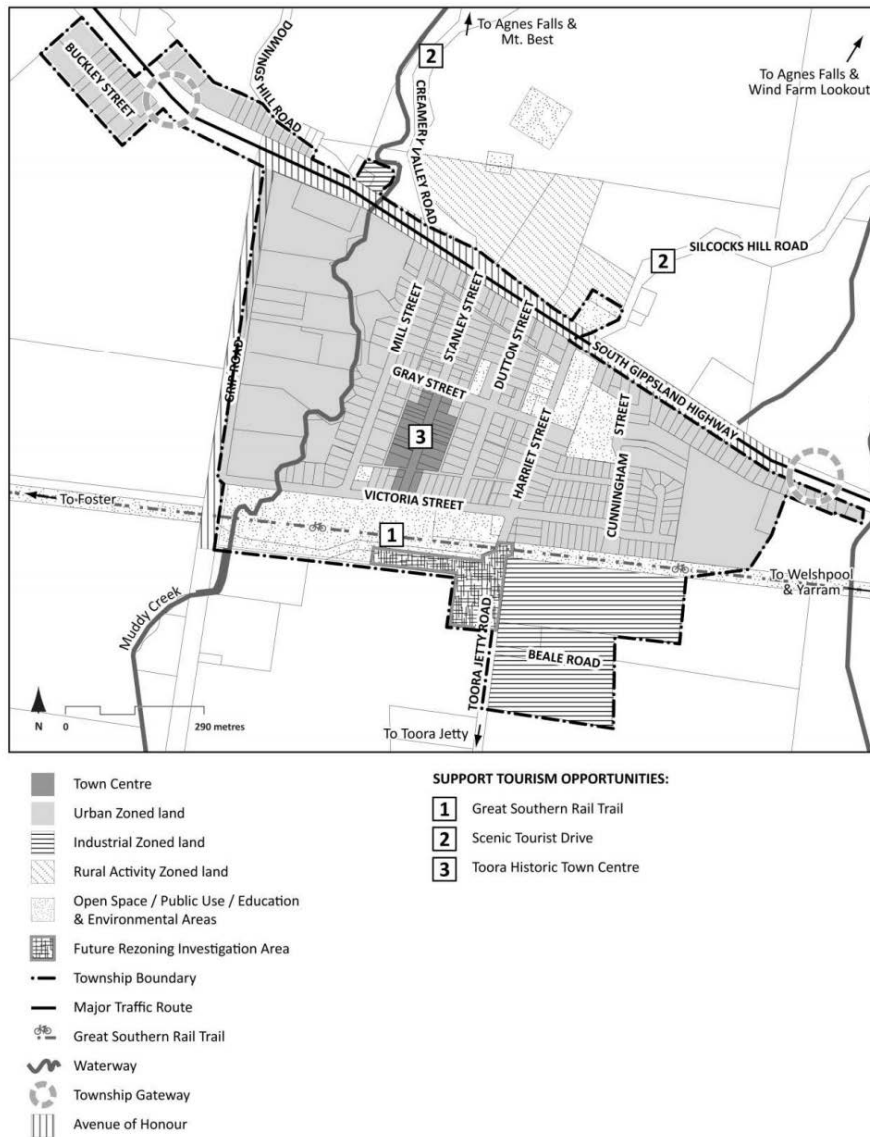 To Agnes Falls &
Mt. Best
2
To Agnes Falls &
Wind Farm Lookout
BUCKLEY STREET
DOWNINGS HILL ROAD
CREAMERY VALLEY ROAD
SILCOCKS HILL ROAD
2
MILL STREET
STANLEY STREET
DUTTON STREET
GRIP ROAD
GRAY STREET
SOUTH GIPPSLAND HIGHWAY
3
HARRIET STREET
CUNNINGHAM STREET
To Foster
VICTORIA STREET
1
To Welshpool
& Yarram
Muddy Creek
TOORA JETTY ROAD
BEALE ROAD
N
0
290 metres
To Toora Jetty
Town Centre
Urban Zoned land
Industrial Zoned land
Rural Activity Zoned land
Open Space / Public Use / Education
& Environmental Areas
Future Rezoning Investigation Area
Township Boundary
Major Traffic Route
Great Southern Rail Trail
Waterway
Township Gateway
Avenue of Honour
SUPPORT TOURISM OPPORTUNITIES:
1 Great Southern Rail Trail
2 Scenic Tourist Drive
3 Toora Historic Town Centre